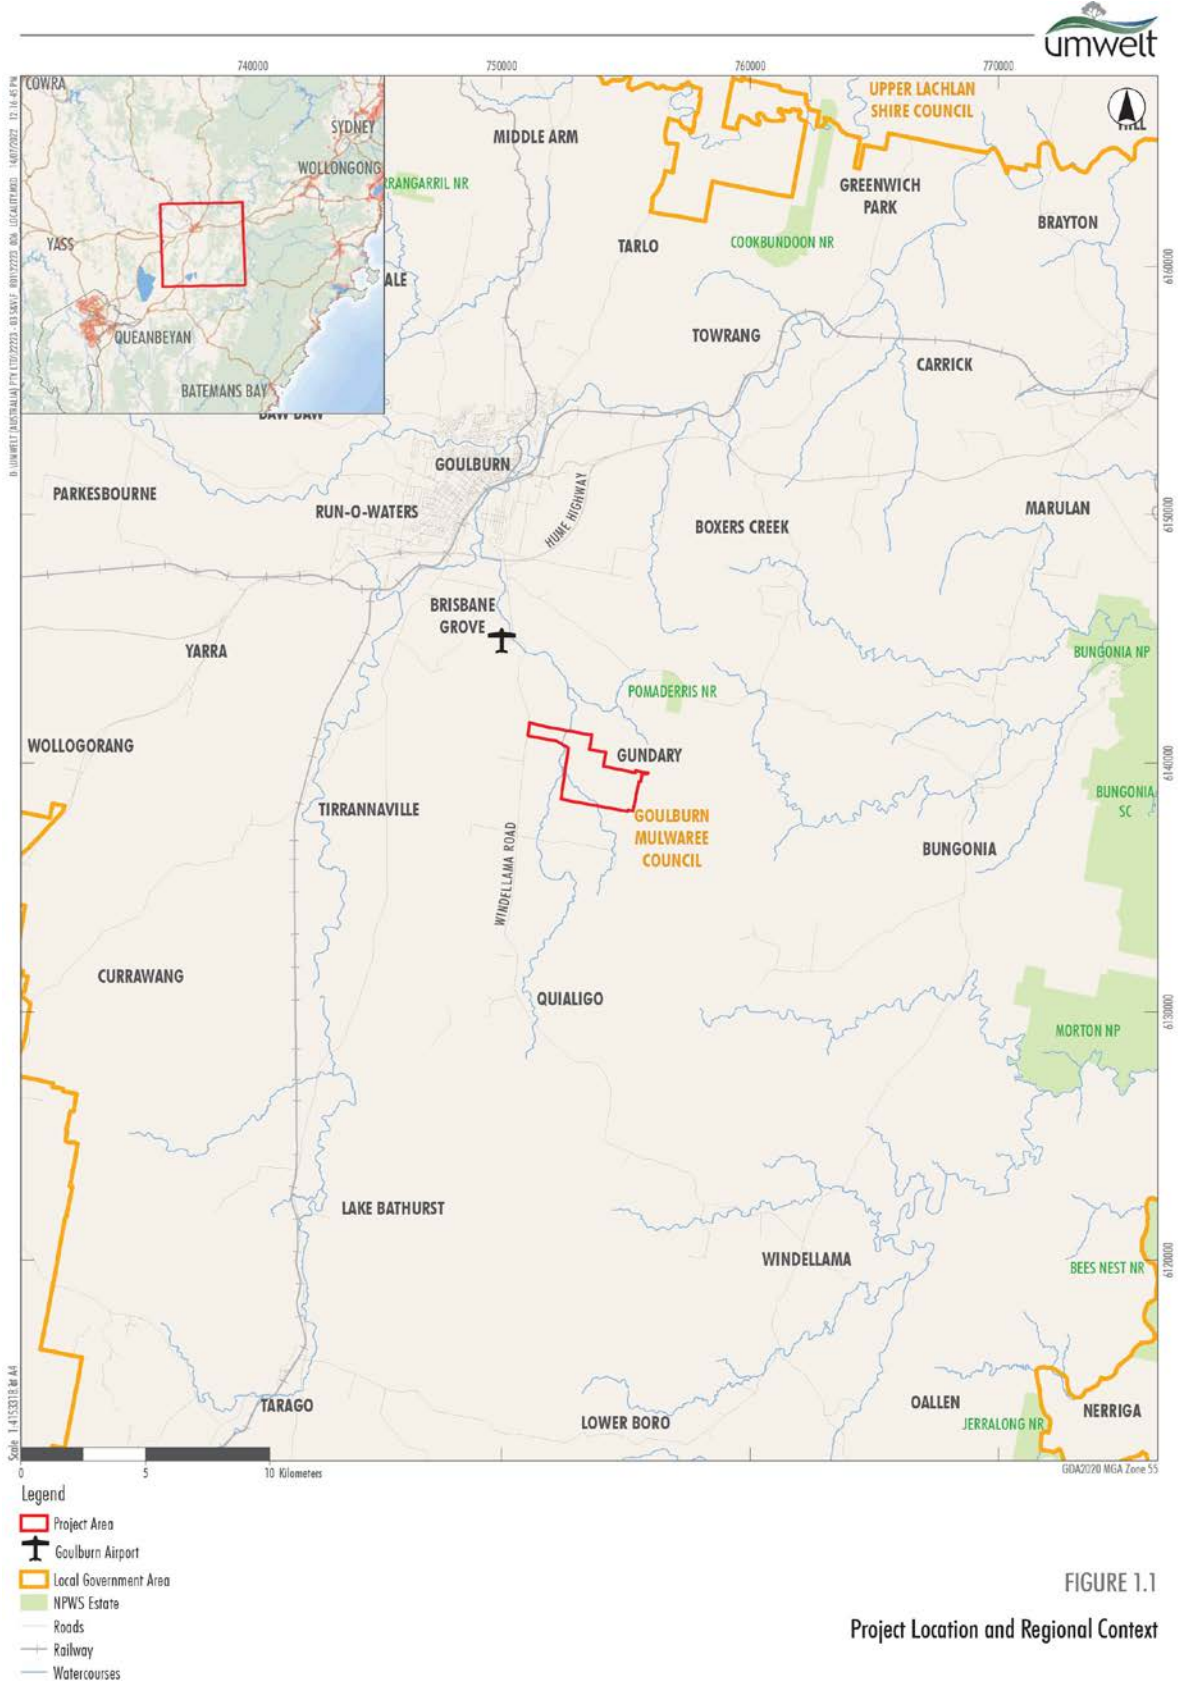 umwelt
740000
750000
760000
770000
COWRA
SYDNEY
WOLLONGONG
YASS
QUEANBEYAN
BATEMANS BAY
UPPER LACHLAN
SHIRE COUNCIL
HILL
MIDDLE ARM
RRANGARRIL NR
GREENWICH
PARK
BRAYTON
TARLO
COOKBUNDOON NR
6160000
ALE
TOWRANG
CARRICK
BAW BAW
GOULBURN
PARKESBOURNE
RUN-O-WATERS
HUME HIGHWAY
BOXERS CREEK
MARULAN
6150000
BRISBANE
GROVE
YARRA
BUNGONIA NP
POMADERRIS NR
WOLLOGORANG
GUNDARY
6140000
TIRRANNAVILLE
GOULBURN
MULWAREE
COUNCIL
BUNGONIA
SC
WINDELLAMA ROAD
BUNGONIA
CURRAWANG
QUIALIGO
6130000
MORTON NP
LAKE BATHURST
WINDELLAMA
6120000
BEES NEST NR
TARAGO
LOWER BORO
OALLEN
JERRALONG NR
NERRIGA
0
5
10 Kilometers
GDA2020 MGA Zone 55
Legend
Project Area
Goulburn Airport
Local Government Area
NPWS Estate
Roads
Railway
Watercourses
FIGURE 1.1
Project Location and Regional Context